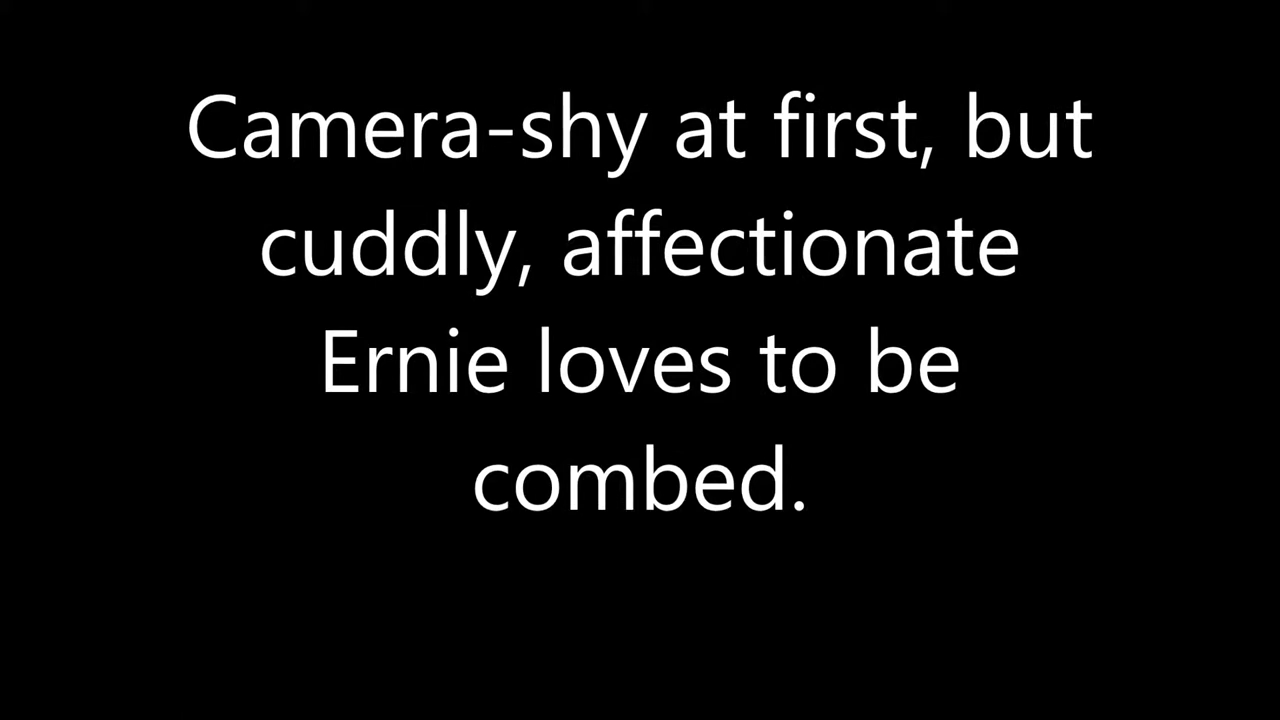 Camera-shy at first, but
cuddly, affectionate
Ernie loves to be
combed.